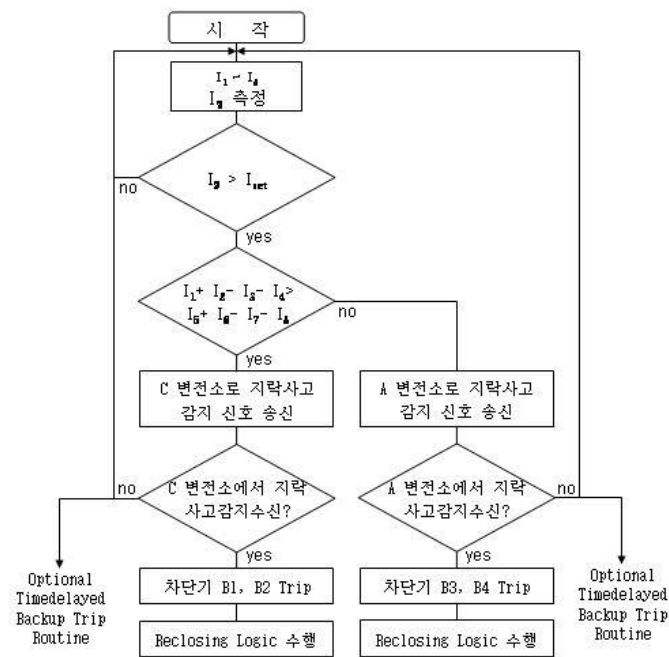 시 작
I₁ ~ I₈
I₉ 측정
I₉ > Iset
no
yes
I₁+ I₂- I₃- I₄>
I₅+ I₆- I₇- I₈
no
yes
C 변전소로 지락사고
감지 신호 송신
A 변전소로 지락사고
감지 신호 송신
no
C 변전소에서 지락
사고감지수신?
A 변전소에서 지락
사고감지수신?
no
yes
yes
Optional
Timedelayed
Backup Trip
Routine
차단기 B1, B2 Trip
차단기 B3, B4 Trip
Optional
Timedelayed
Backup Trip
Routine
Reclosing Logic 수행
Reclosing Logic 수행